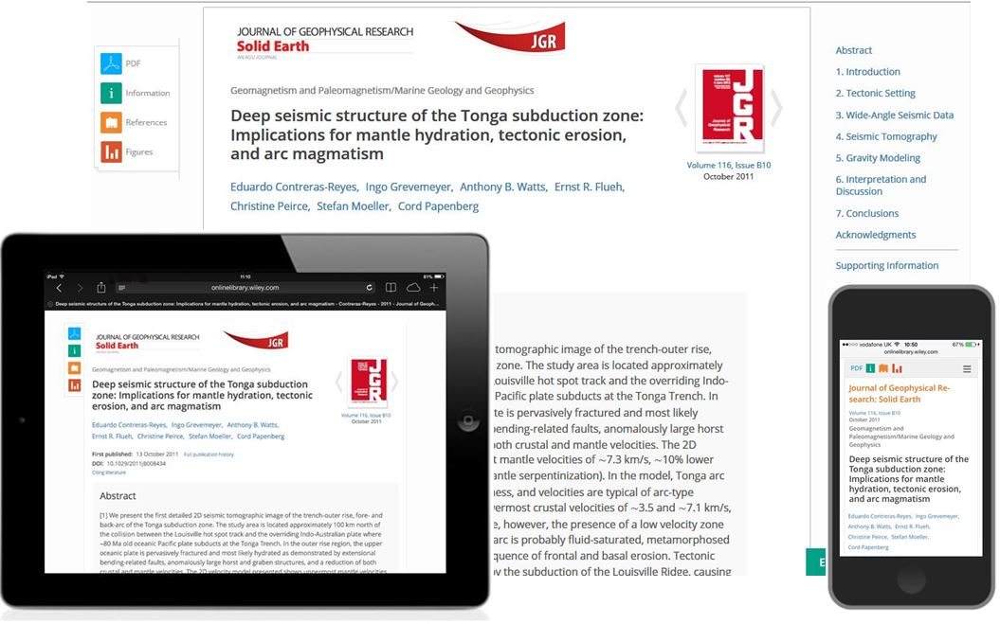 JOURNAL OF GEOPHYSICAL RESEARCH
Solid Earth
AN AGU JOURNAL
JGR
PDF
Information
References
Figures
Geomagnetism and Paleomagnetism/Marine Geology and Geophysics
Deep seismic structure of the Tonga subduction zone:
Implications for mantle hydration, tectonic erosion,
and arc magmatism
Eduardo Contreras-Reyes, Ingo Grevemeyer, Anthony B. Watts, Ernst R. Flueh,
Christine Peirce, Stefan Moeller, Cord Papenberg
JGR
Journal of
Geophysical
Research
Volume 116, Issue B10
October 2011
Abstract
1. Introduction
2. Tectonic Setting
3. Wide-Angle Seismic Data
4. Seismic Tomography
5. Gravity Modeling
6. Interpretation and
Discussion
7. Conclusions
Acknowledgments
Supporting Information
tomographic image of the trench-outer rise,
zone. The study area is located approximately
ouisville hot spot track and the overriding Indo-
Pacific plate subducts at the Tonga Trench. In
te is pervasively fractured and most likely
bending-related faults, anomalously large horst
both crustal and mantle velocities. The 2D
t mantle velocities of ~7.3 km/s, ~10% lower
antle serpentinization). In the model, Tonga arc
ness, and velocities are typical of arc-type
vermost crustal velocities of ~3.5 and ~7.1 km/s,
e, however, the presence of a low velocity zone
arc is probably fluid-saturated, metamorphosed
quence of frontal and basal erosion. Tectonic
by the subduction of the Louisville Ridge, causing
E
iPad 11:10 81%
onlinelibrary.wiley.com
Deep seismic structure of the Tonga subduction zone: Implications for mantle hydration, tectonic erosion, and arc magmatism - Contreras-Reyes - 2011 - Journal of Geoph...
JOURNAL OF GEOPHYSICAL RESEARCH
Solid Earth
AN AGU JOURNAL
JGR
Geomagnetism and Paleomagnetism/Marine Geology and Geophysics
Deep seismic structure of the Tonga subduction
zone: Implications for mantle hydration, tectonic
erosion, and arc magmatism
Eduardo Contreras-Reyes, Ingo Grevemeyer, Anthony B. Watts,
Ernst R. Flueh, Christine Peirce, Stefan Moeller, Cord Papenberg
JGR
Volume 116, Issue B10
October 2011
First published: 13 October 2011 Full publication history
DOI: 10.1029/2011JB008434
Citing literature
Abstract
[1] We present the first detailed 2D seismic tomographic image of the trench-outer rise, fore- and
back-arc of the Tonga subduction zone. The study area is located approximately 100 km north of
the collision between the Louisville hot spot track and the overriding Indo-Australian plate where
~80 Ma old oceanic Pacific plate subducts at the Tonga Trench. In the outer rise region, the upper
oceanic plate is pervasively fractured and most likely hydrated as demonstrated by extensional
bending-related faults, anomalously large horst and graben structures, and a reduction of both
crustal and mantle velocities. The 2D velocity model presented shows uppermost mantle velocities
vodafone UK 10:50 67%
onlinelibrary.wiley.com
PDF
Journal of Geophysical Re-
search: Solid Earth
Volume 116, Issue B10
October 2011
Geomagnetism and
Paleomagnetism/Marine Geology and
Geophysics
Deep seismic structure of the
Tonga subduction zone:
Implications for mantle
hydration, tectonic erosion,
and arc magmatism
Eduardo Contreras-Reyes, Ingo Grevemeyer,
Anthony B. Watts, Ernst R. Flueh,
Christine Peirce, Stefan Moeller,
Cord Papenberg